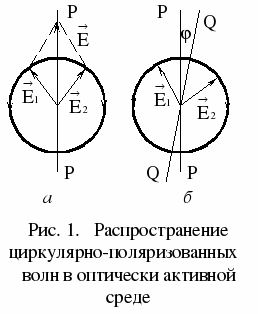 P P
Q
E φ
E1 E2 E1 E2
P Q P
а б
Рис. 1. Распространение
циркулярно-поляризованных
волн в оптически активной
среде